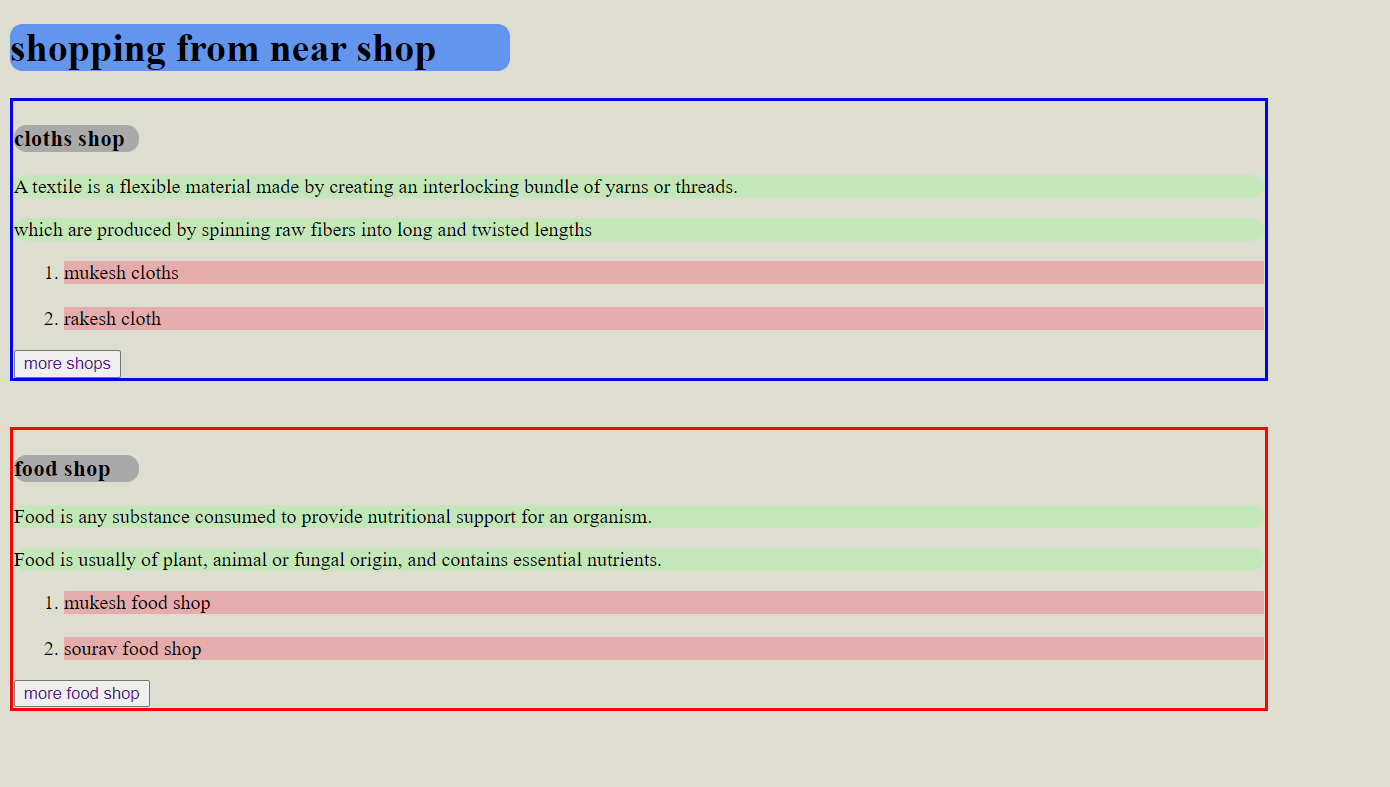 shopping from near shop
cloths shop
A textile is a flexible material made by creating an interlocking bundle of yarns or threads.
which are produced by spinning raw fibers into long and twisted lengths
1. mukesh cloths
2. rakesh cloth
more shops
food shop
Food is any substance consumed to provide nutritional support for an organism.
Food is usually of plant, animal or fungal origin, and contains essential nutrients.
1. mukesh food shop
2. sourav food shop
more food shop